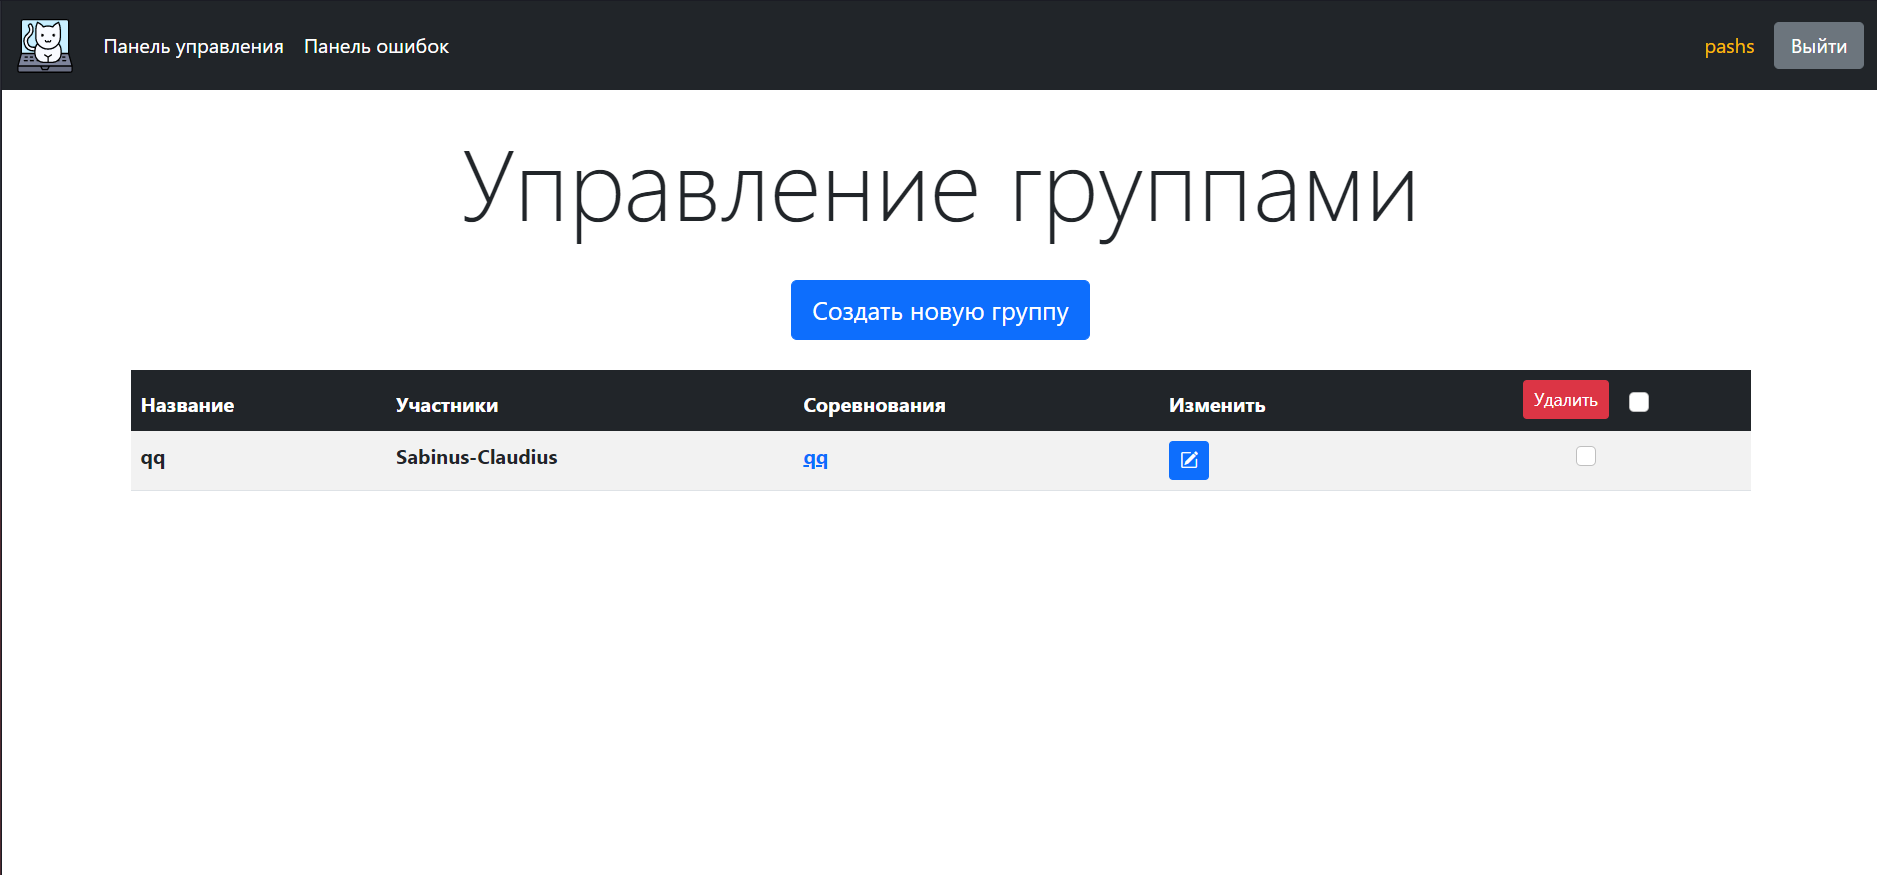 Панель управления Панель ошибок pashs Выйти
Управление группами
Создать новую группу
Название Участники Соревнования Изменить Удалить
qq Sabinus-Claudius qq